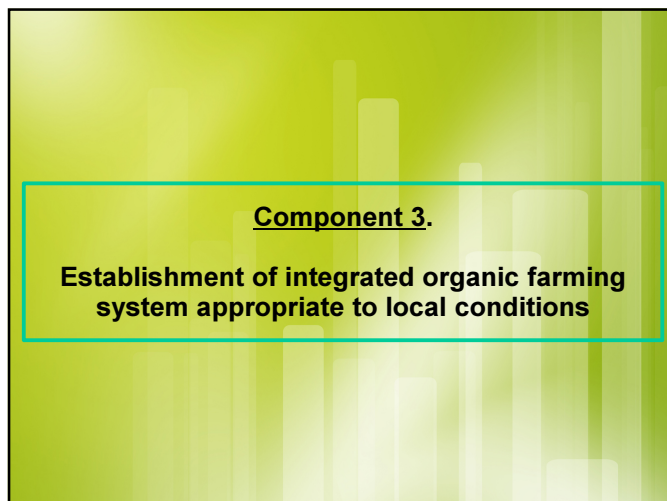 Component 3.
Establishment of integrated organic farming
system appropriate to local conditions